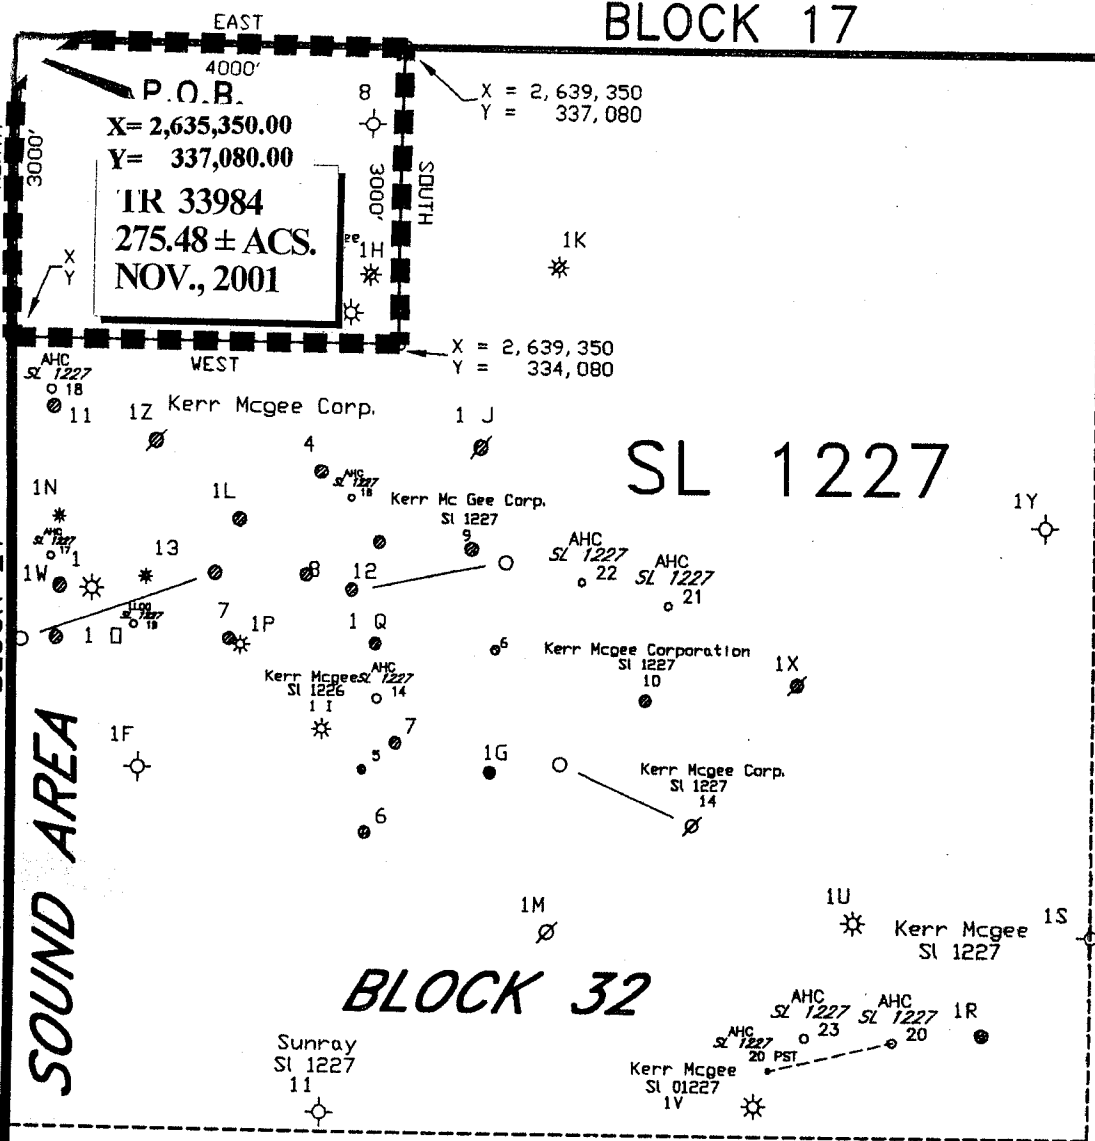 BLOCK 17
EAST
4000'
P.O.B.
X= 2,635,350.00
Y= 337,080.00
TR 33984
275.48 ± ACS.
NOV., 2001
3000'
X
Y
8
3000'
SOUTH
ee
1H
X = 2,639,350
Y = 337,080
1K
X = 2,639,350
Y = 334,080
WEST
AHC
SL 1227
18
11
1Z
Kerr Mcgee Corp.
4
1 J
SL 1227
1N
1L
AHC
SL 1227
18
Kerr Mc Gee Corp.
Sl 1227
9
1Y
AHC
SL 1227
17
1
13
1W
8
12
AHC
SL 1227
22
AHC
SL 1227
21
SL 1227
19
1 O
7
1P
1 Q
6
Kerr Mcgee Corporation
Sl 1227
10
1X
Kerr Mcgee
Sl 1226
1 I
AHC
SL 1227
14
7
5
1F
1G
Kerr Mcgee Corp.
Sl 1227
14
6
SOUND AREA
1M
1U
Kerr Mcgee
Sl 1227
1S
BLOCK 32
Sunray
Sl 1227
11
AHC
SL 1227
23
AHC
SL 1227
20
1R
AHC
SL 1227
20 PST
Kerr Mcgee
Sl 01227
1V